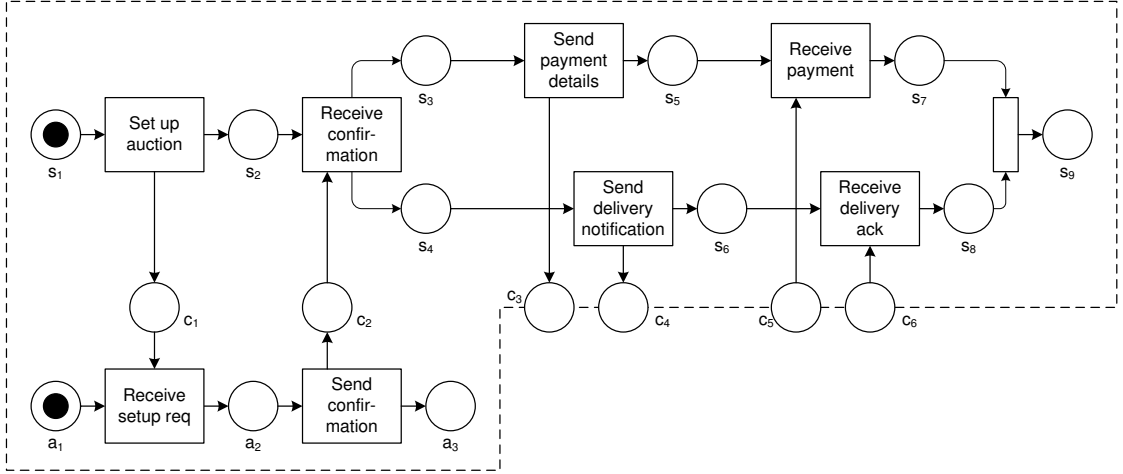 Send
payment
details
Receive
payment
s3
s5
s7
Set up
auction
Receive
confir-
mation
s1
s2
s9
Send
delivery
notification
Receive
delivery
ack
s4
s6
s8
c1
c2
c3
c4
c5
c6
Receive
setup req
Send
confir-
mation
a1
a2
a3